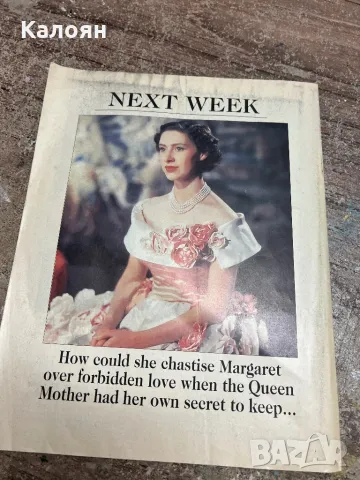 Калоян
NEXT WEEK
How could she chastise Margaret
over forbidden love when the Queen
Mother had her own secret to keep...
BAZAR